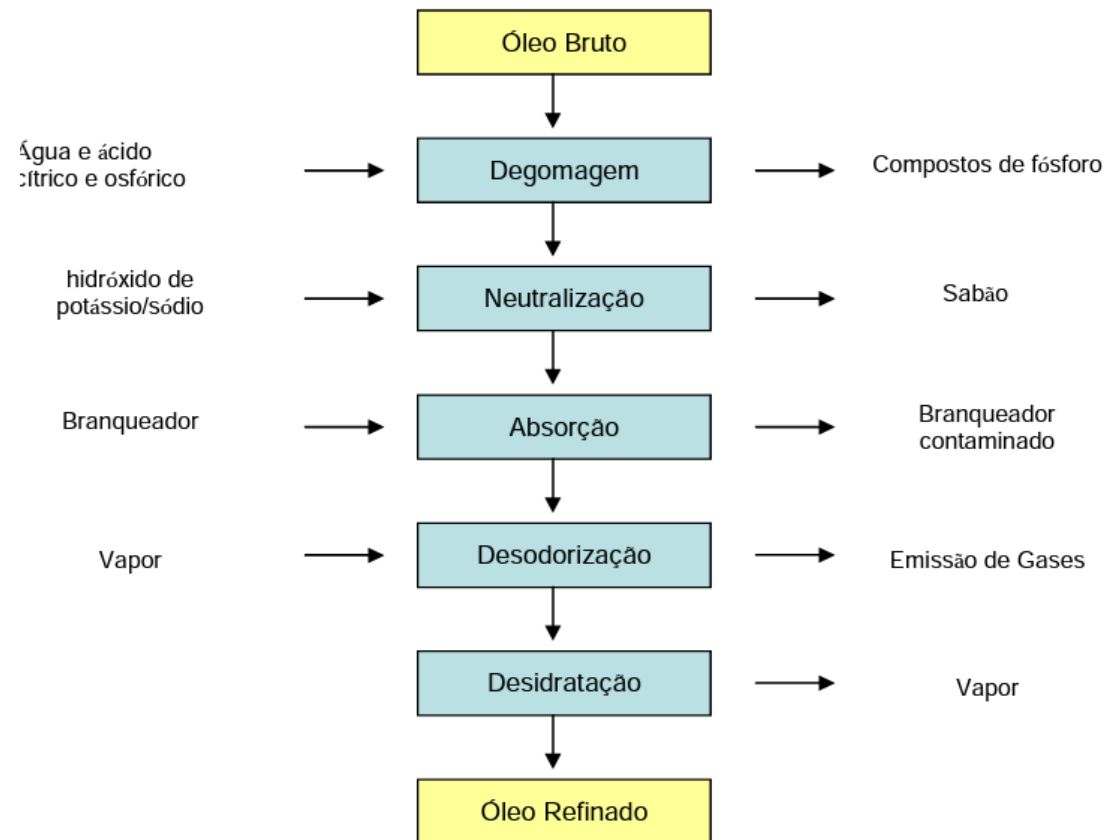 Óleo Bruto
Água e ácido
cítrico e osfórico
Degomagem
Compostos de fósforo
hidróxido de
potássio/sódio
Neutralização
Sabão
Branqueador
Absorção
Branqueador
contaminado
Vapor
Desodorização
Emissão de Gases
Desidratação
Vapor
Óleo Refinado